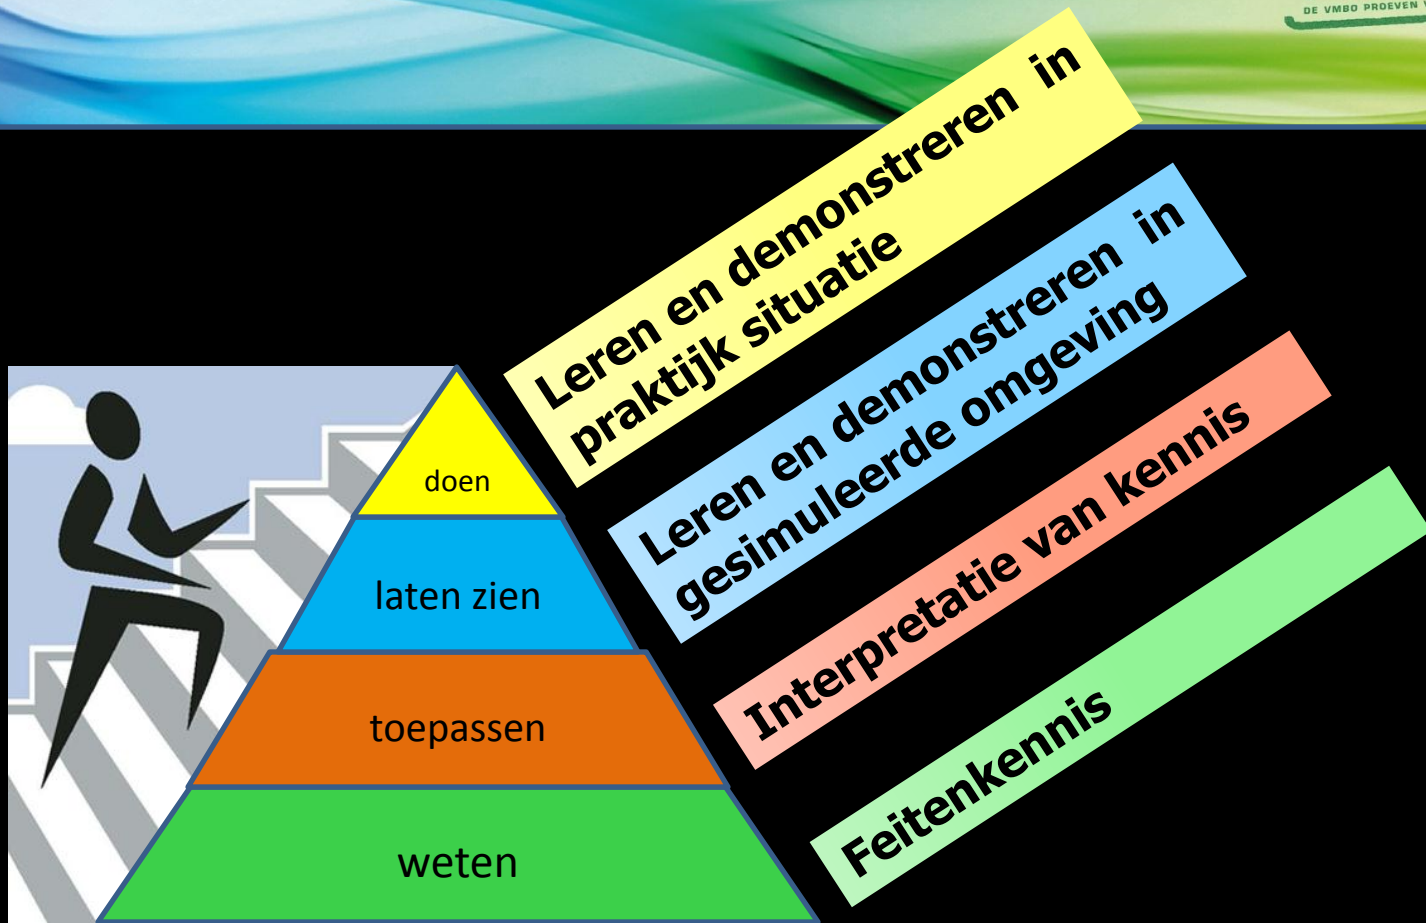 DE VMBO PROEVEN
Leren en demonstreren in
praktijk situatie
Leren en demonstreren in
gesimuleerde omgeving
Interpretatie van kennis
Feitenkennis
doen
laten zien
toepassen
weten